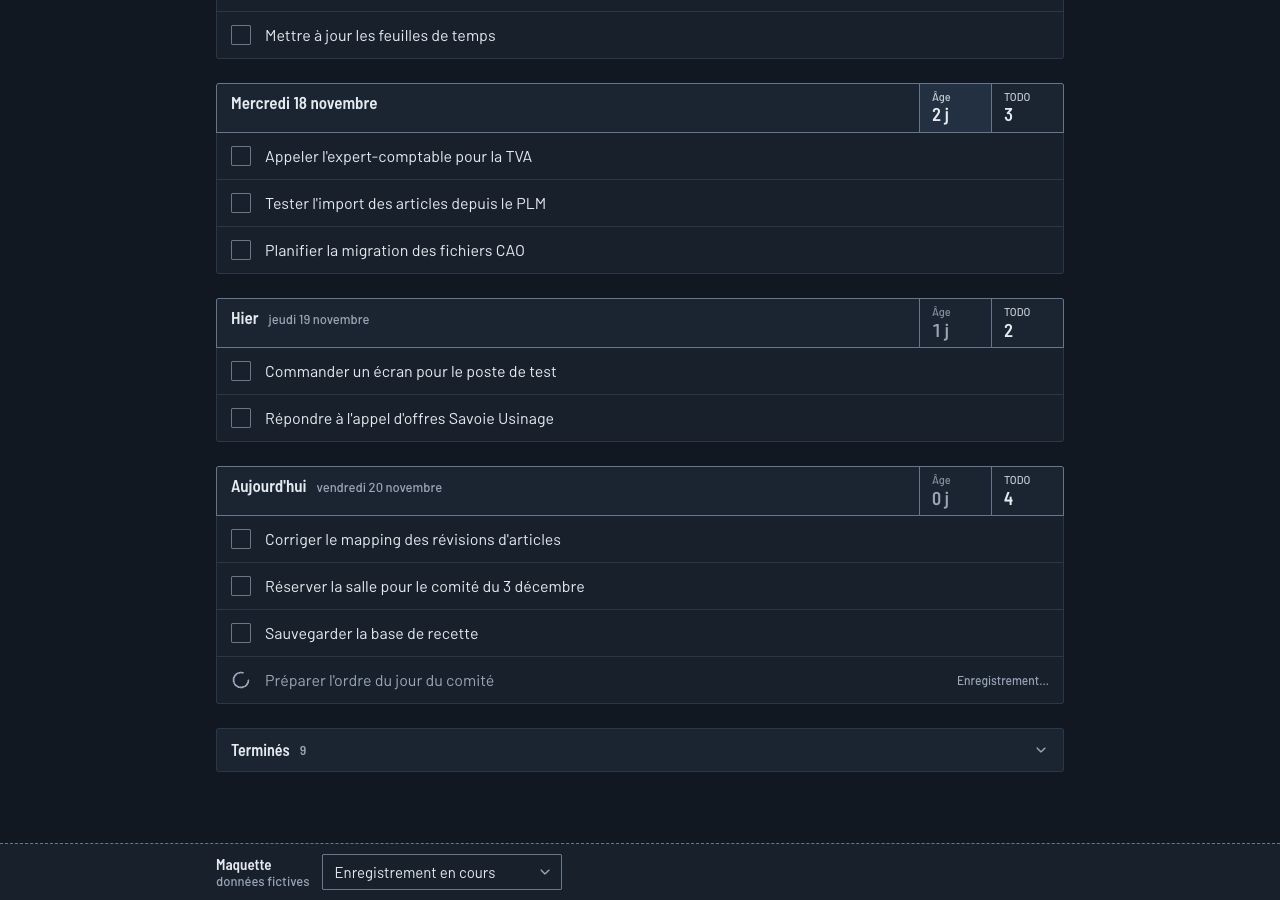 Mettre à jour les feuilles de temps
Mercredi 18 novembre
Âge
2 j
TODO
3
Appeler l'expert-comptable pour la TVA
Tester l'import des articles depuis le PLM
Planifier la migration des fichiers CAO
Hier jeudi 19 novembre
Âge
1 j
TODO
2
Commander un écran pour le poste de test
Répondre à l'appel d'offres Savoie Usinage
Aujourd'hui vendredi 20 novembre
Âge
0 j
TODO
4
Corriger le mapping des révisions d'articles
Réserver la salle pour le comité du 3 décembre
Sauvegarder la base de recette
Préparer l'ordre du jour du comité Enregistrement…
Terminés 9
Maquette
données fictives
Enregistrement en cours